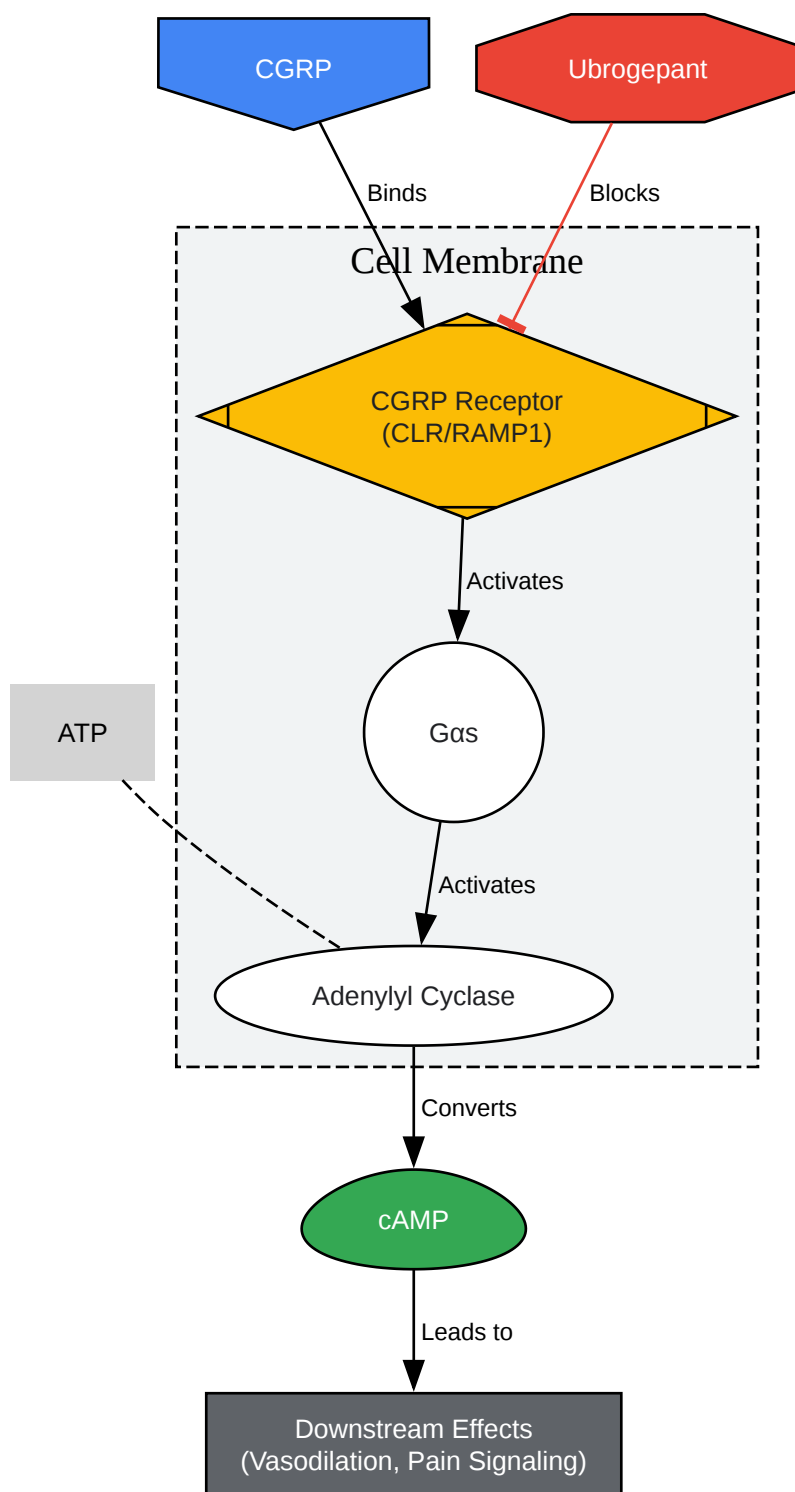 CGRP
Ubrogepant
Binds
Blocks
Cell Membrane
CGRP Receptor
(CLR/RAMP1)
Activates
ATP
Gαs
Activates
Adenylyl Cyclase
Converts
cAMP
Leads to
Downstream Effects
(Vasodilation, Pain Signaling)